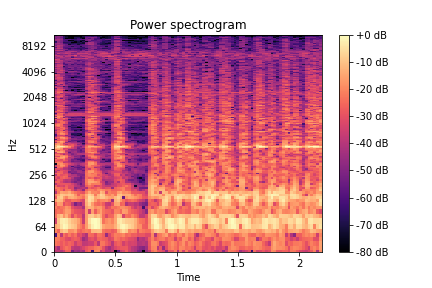 Power spectrogram
8192
4096
2048
1024
512
256
128
64
0
Hz
0
0.5
1
1.5
2
Time
+0 dB
-10 dB
-20 dB
-30 dB
-40 dB
-50 dB
-60 dB
-70 dB
-80 dB